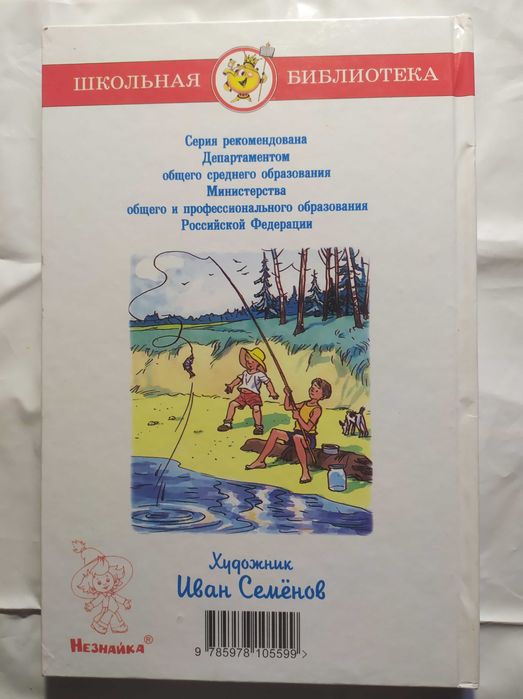 ШКОЛЬНАЯ БИБЛИОТЕКА
Серия рекомендована
Департаментом
общего среднего образования
Министерства
общего и профессионального образования
Российской Федерации
Художник
Иван Семёнов
НЕЗНАЙКА®
9 785978 105599 >